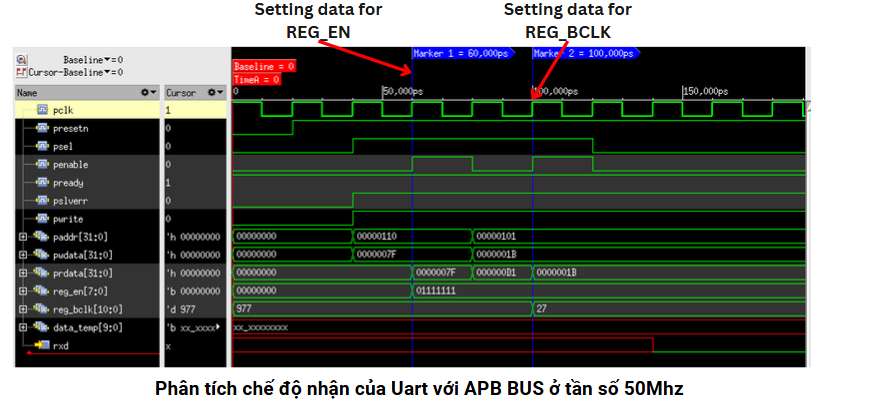 Setting data for
REG_EN
Setting data for
REG_BCLK
Baseline▼=0
Cursor-Baseline▼=0
Marker 1 = 60,000ps
Marker 2 = 100,000ps
Baseline = 0
TimeA = 0
Name
Cursor
0
50,000ps
100,000ps
150,000ps
pclk 1
presetn 0
psel 0
penable 0
pready 1
pslverr 0
pwrite 0
paddr[31:0] 'h 00000000 00000000 00000110 00000101
pwdata[31:0] 'h 00000000 00000000 0000007F 0000001B
prdata[31:0] 'h 00000000 00000000 0000007F 000000D1 0000001B
reg_en[7:0] 'b 00000000 00000000 01111111
reg_bclk[10:0] 'd 977 977 27
data_temp[9:0] 'b xx_xxxx xx_xxxxxxxx
rxd x
Phân tích chế độ nhận của Uart với APB BUS ở tần số 50Mhz